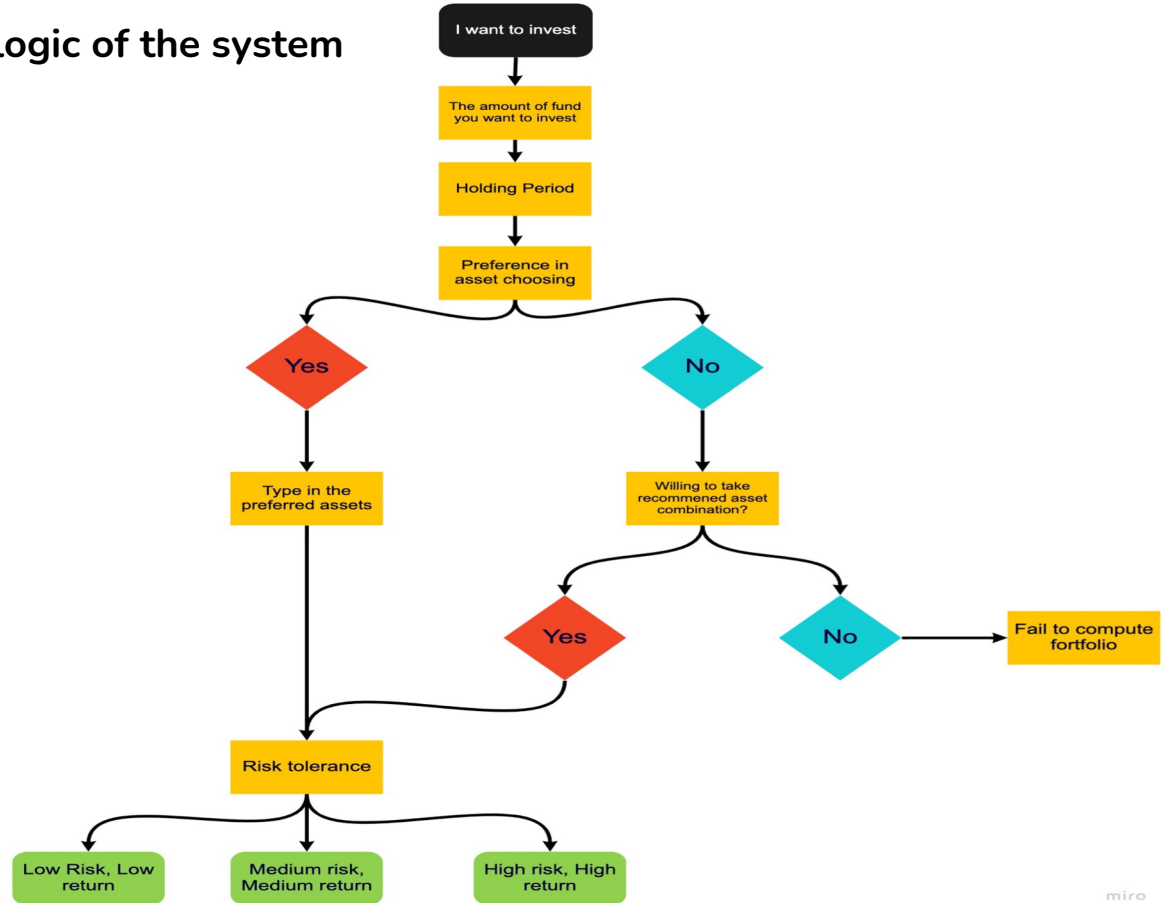 Logic of the system
I want to invest
The amount of fund
you want to invest
Holding Period
Preference in
asset choosing
Yes
No
Type in the
preferred assets
Willing to take
recommened asset
combination?
Yes
No
Fail to compute
fortfolio
Risk tolerance
Low Risk, Low
return
Medium risk,
Medium return
High risk, High
return
miro